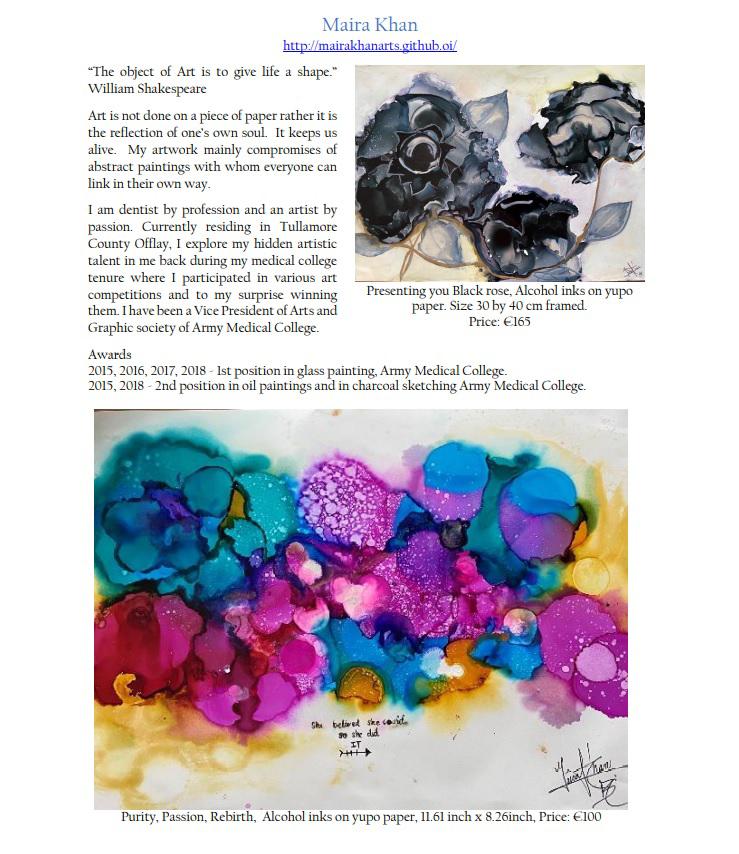 Maira Khan
http://mairakhanarts.github.oi/
“The object of Art is to give life a shape.”
William Shakespeare
Art is not done on a piece of paper rather it is
the reflection of one’s own soul. It keeps us
alive. My artwork mainly compromises of
abstract paintings with whom everyone can
link in their own way.
I am dentist by profession and an artist by
passion. Currently residing in Tullamore
County Offlay, I explore my hidden artistic
talent in me back during my medical college
tenure where I participated in various art
competitions and to my surprise winning
them. I have been a Vice President of Arts and
Graphic society of Army Medical College.
Presenting you Black rose, Alcohol inks on yupo
paper. Size 30 by 40 cm framed.
Price: €165
Awards
2015, 2016, 2017, 2018 - 1st position in glass painting, Army Medical College.
2015, 2018 - 2nd position in oil paintings and in charcoal sketching Army Medical College.
She believed she could
so she did
IT
Maira Khan
Purity, Passion, Rebirth, Alcohol inks on yupo paper, 11.61 inch x 8.26inch, Price: €100